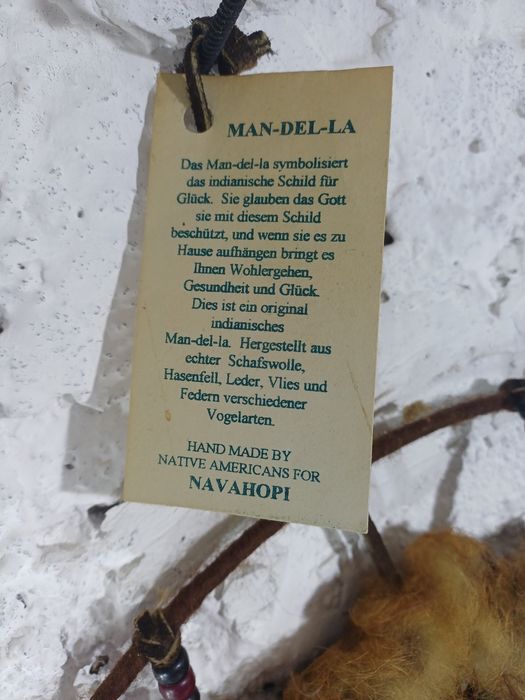 MAN-DEL-LA
Das Man-del-la symbolisiert
das indianische Schild für
Glück. Sie glauben das Gott
sie mit diesem Schild
beschützt, und wenn sie es zu
Hause aufhängen bringt es
Ihnen Wohlergehen,
Gesundheit und Glück.
Dies ist ein original
indianisches
Man-del-la. Hergestellt aus
echter Schafswolle,
Hasenfell, Leder, Vlies und
Federn verschiedener
Vogelarten.
HAND MADE BY
NATIVE AMERICANS FOR
NAVAHOPI